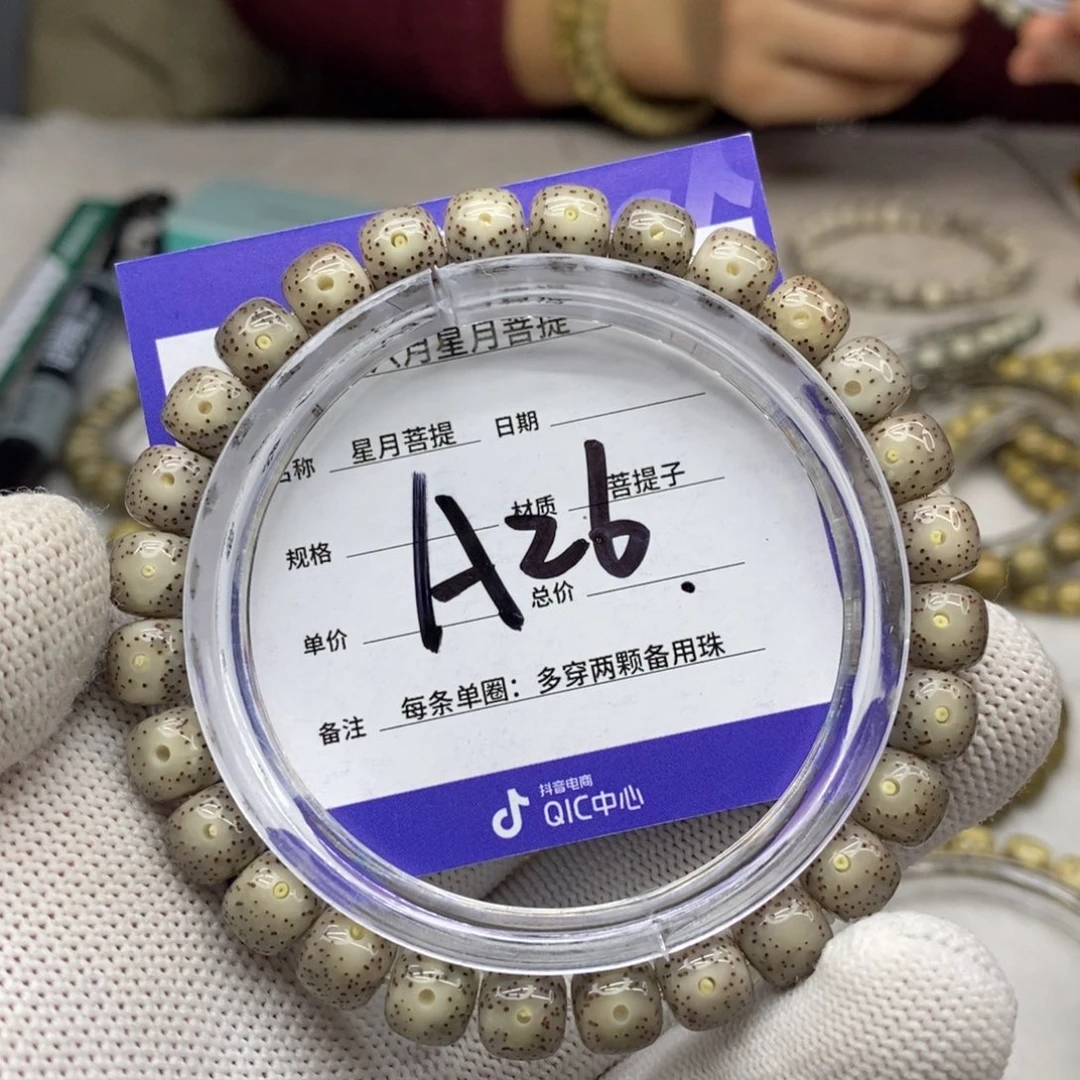 八月星月菩提
名称 星月菩提 日期
规格 材质 菩提子
A26.
单价 总价
备注 每条单圈：多穿两颗备用珠
抖音电商
QIC中心